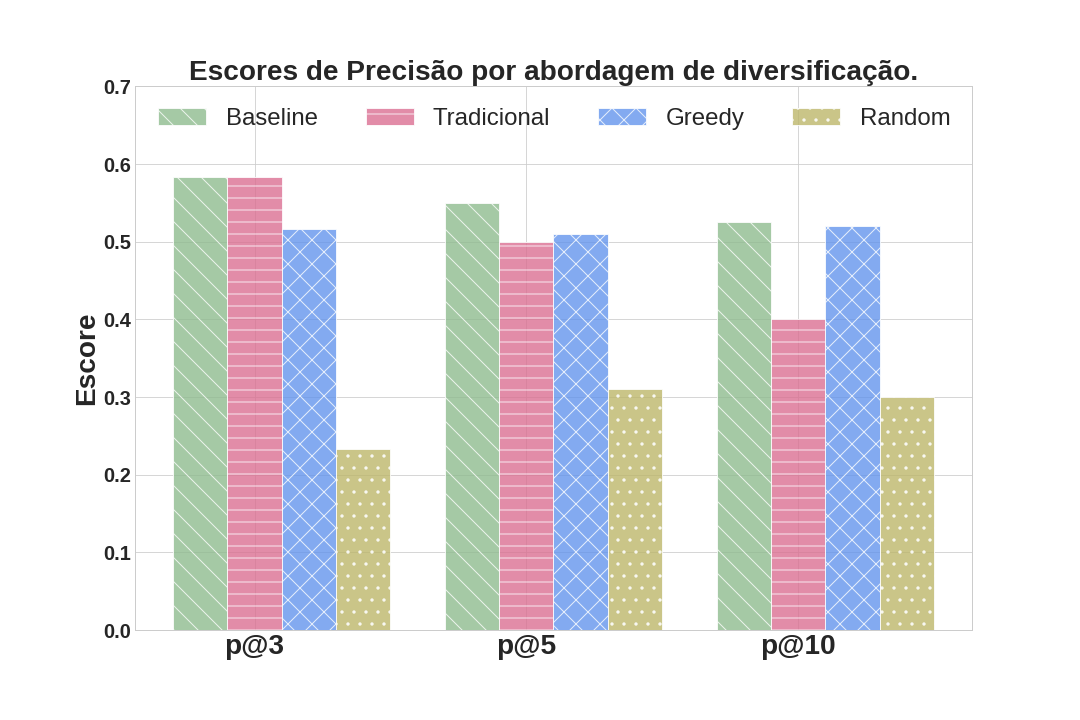 Escores de Precisão por abordagem de diversificação.
Baseline Tradicional Greedy Random
Escore
0.7
0.6
0.5
0.4
0.3
0.2
0.1
0.0
p@3 p@5 p@10